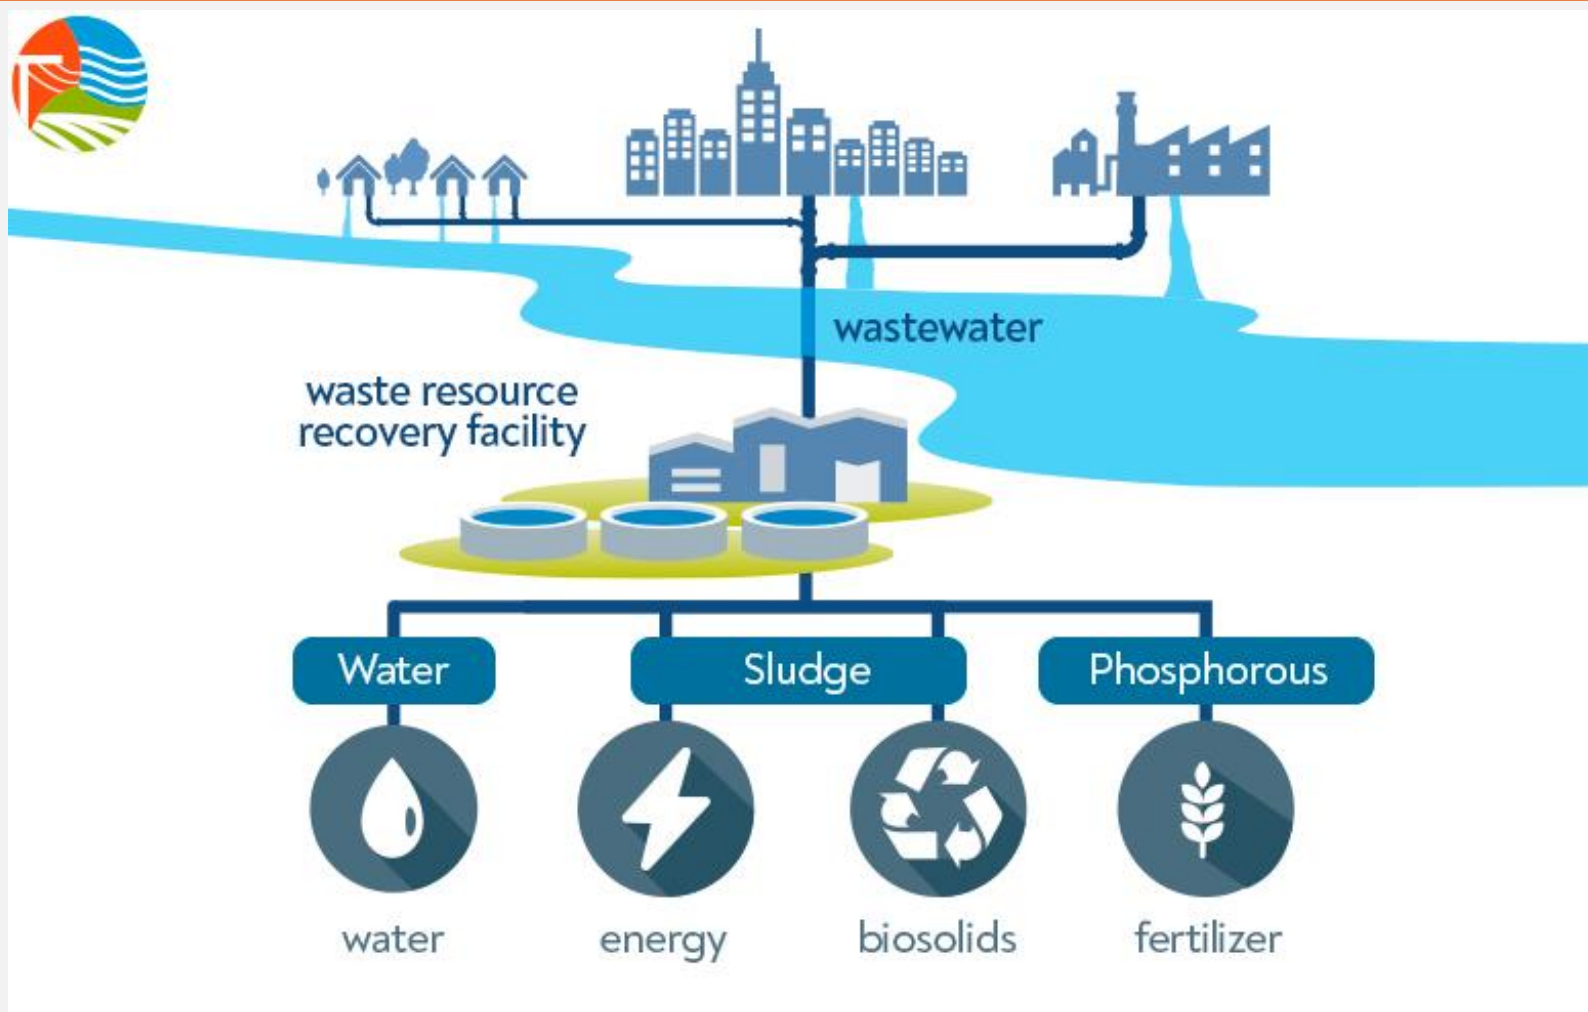 wastewater
waste resource
recovery facility
Water
Sludge
Phosphorous
water
energy
biosolids
fertilizer